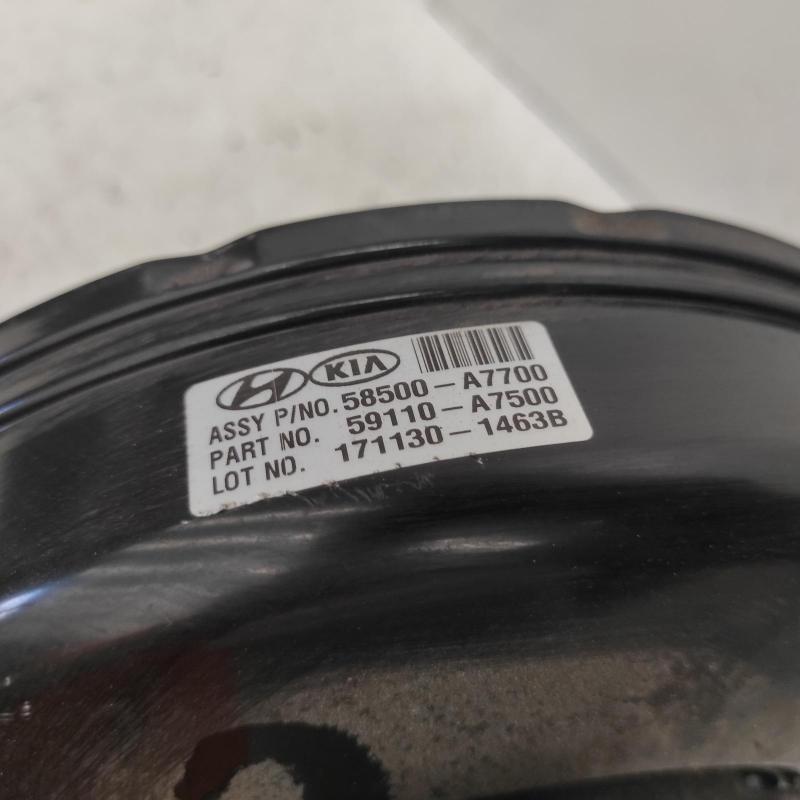 KIA
ASSY P/NO. 58500-A7700
PART NO. 59110-A7500
LOT NO. 171130-1463B